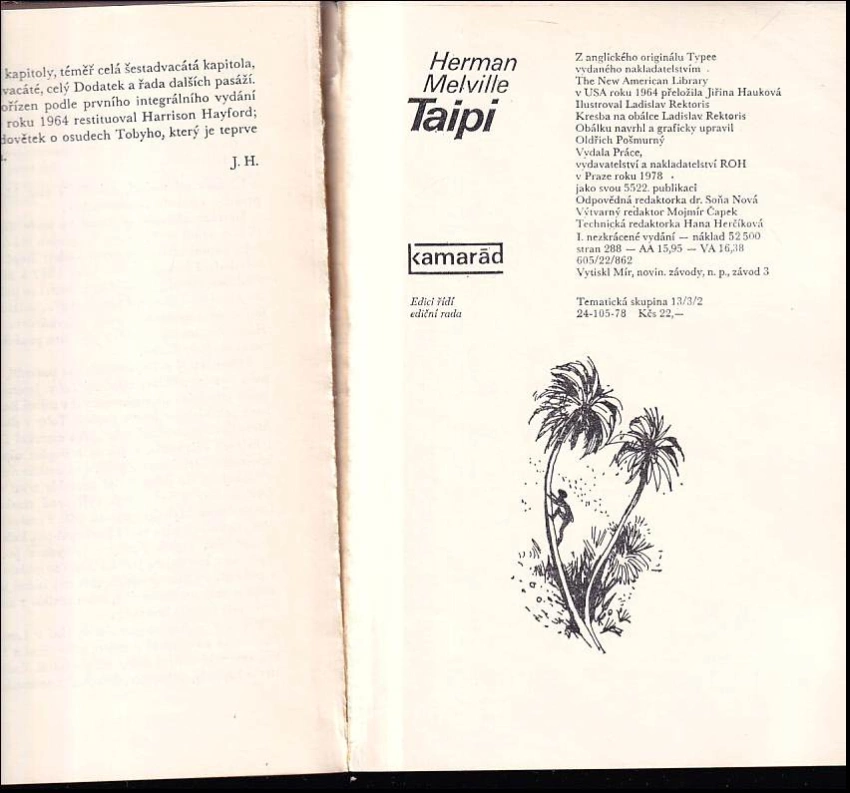 kapitoly, téměř celá šestadvacátá kapitola,
vacáté, celý Dodatek a řada dalších pasáží.
ořízen podle prvního integrálního vydání
roku 1964 restituoval Harrison Hayford;
dovětek o osudech Tobyho, který je teprve
J. H.
Herman
Melville
Taipi
kamarád
Edici řídí
ediční rada
Z anglického originálu Typee
vydaného nakladatelstvím
The New American Library
v USA roku 1964 přeložila Jiřina Hauková
Ilustroval Ladislav Rektoris
Kresba na obálce Ladislav Rektoris
Obálku navrhl a graficky upravil
Oldřich Pošmurný
Vydala Práce,
vydavatelství a nakladatelství ROH
v Praze roku 1978
jako svou 5522. publikaci
Odpovědná redaktorka dr. Soňa Nová
Výtvarný redaktor Mojmír Čapek
Technická redaktorka Hana Herčíková
1. nezkrácené vydání — náklad 52 500
stran 288 — AA 15,95 — VA 16,38
605/22/862
Vytiskl Mír, novin. závody, n. p., závod 3
Tematická skupina 13/3/2
24-105-78 Kčs 22,—